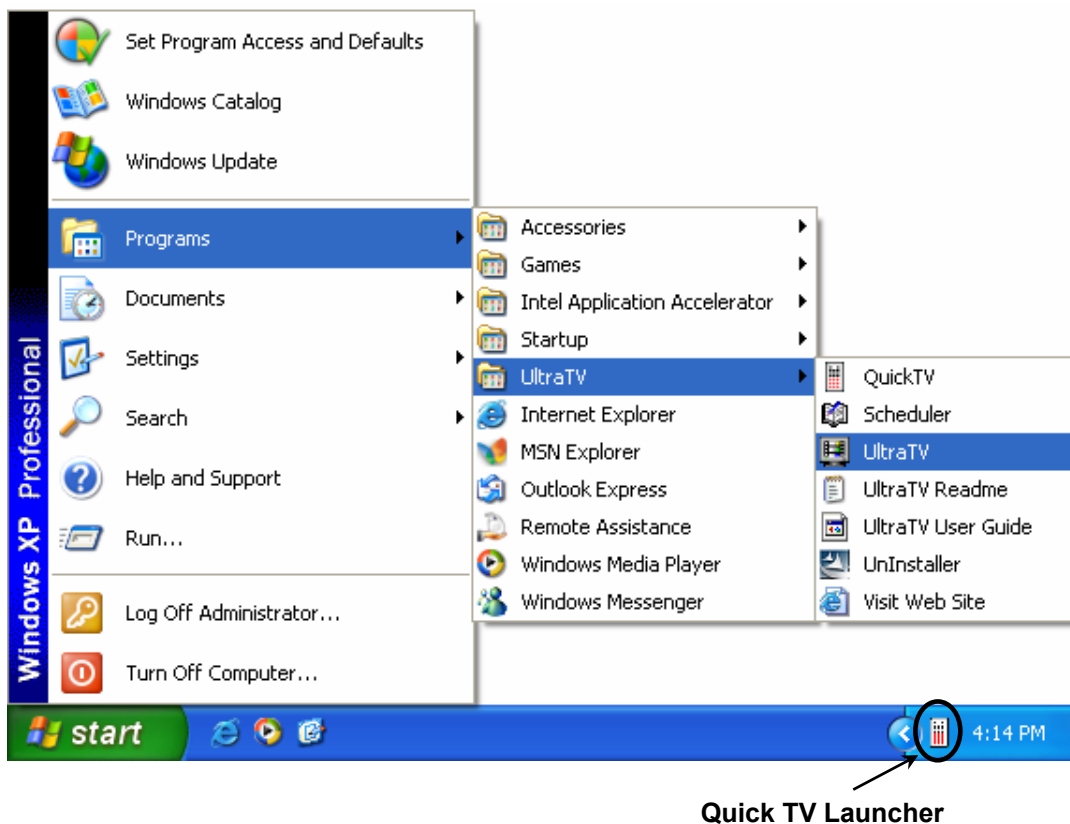 Set Program Access and Defaults
Windows Catalog
Windows Update
Programs
Documents
Settings
Search
Help and Support
Run...
Log Off Administrator...
Turn Off Computer...
Windows XP Professional
Accessories
Games
Intel Application Accelerator
Startup
UltraTV
Internet Explorer
MSN Explorer
Outlook Express
Remote Assistance
Windows Media Player
Windows Messenger
QuickTV
Scheduler
UltraTV
UltraTV Readme
UltraTV User Guide
UnInstaller
Visit Web Site
start
4:14 PM
Quick TV Launcher